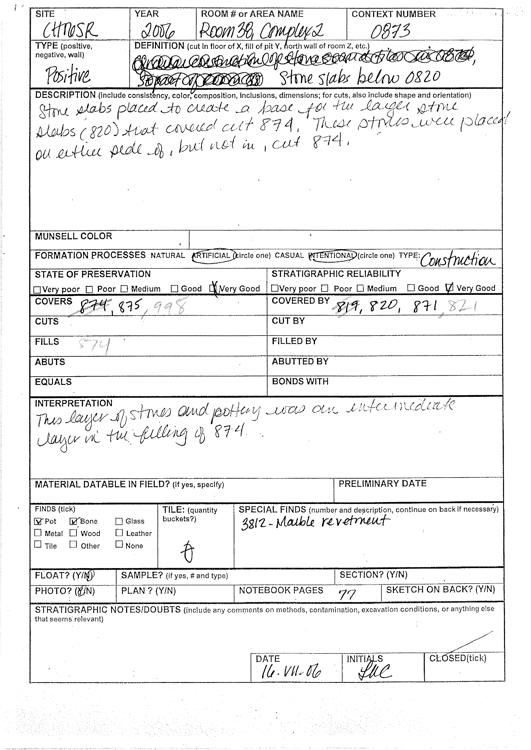 SITE YEAR ROOM # or AREA NAME CONTEXT NUMBER
CHTNSR 2006 Room 38, Complex 2 0873
TYPE (positive, negative, wall) DEFINITION (cut in floor of X, fill of pit Y, north wall of room Z, etc.)
Positive Stone slabs below 0820
DESCRIPTION (include consistency, color, composition, inclusions, dimensions; for cuts, also include shape and orientation)
Stone slabs placed to create a base for the larger stone
slabs (820) that covered cut 874. These stones were placed
on either side of, but not in, cut 874.
MUNSELL COLOR
FORMATION PROCESSES NATURAL ARTIFICIAL (circle one) CASUAL INTENTIONAL (circle one) TYPE: Construction
STATE OF PRESERVATION STRATIGRAPHIC RELIABILITY
Very poor Poor Medium Good Very Good Very Poor Poor Medium Good Very Good
COVERS 874, 875, 998 COVERED BY 819, 820, 871, 821
CUTS CUT BY
FILLS 874 FILLED BY
ABUTS ABUTTED BY
EQUALS BONDS WITH
INTERPRETATION
This layer of stones and pottery was an intermediate
layer in the filling of 874.
MATERIAL DATABLE IN FIELD? (if yes, specify) PRELIMINARY DATE
FINDS (tick) TILE: (quantity buckets?) SPECIAL FINDS (number and description, continue on back if necessary)
Pot Bone Glass 3812 - Marble revetment
Metal Wood Leather
Tile Other None
FLOAT? (Y/N) SAMPLE? (if yes, # and type) SECTION? (Y/N)
PHOTO? (Y/N) PLAN? (Y/N) NOTEBOOK PAGES 77 SKETCH ON BACK? (Y/N)
STRATIGRAPHIC NOTES/DOUBTS (include any comments on methods, contamination, excavation conditions, or anything else
that seems relevant)
DATE INITIALS CLOSED(tick)
16.VII.06